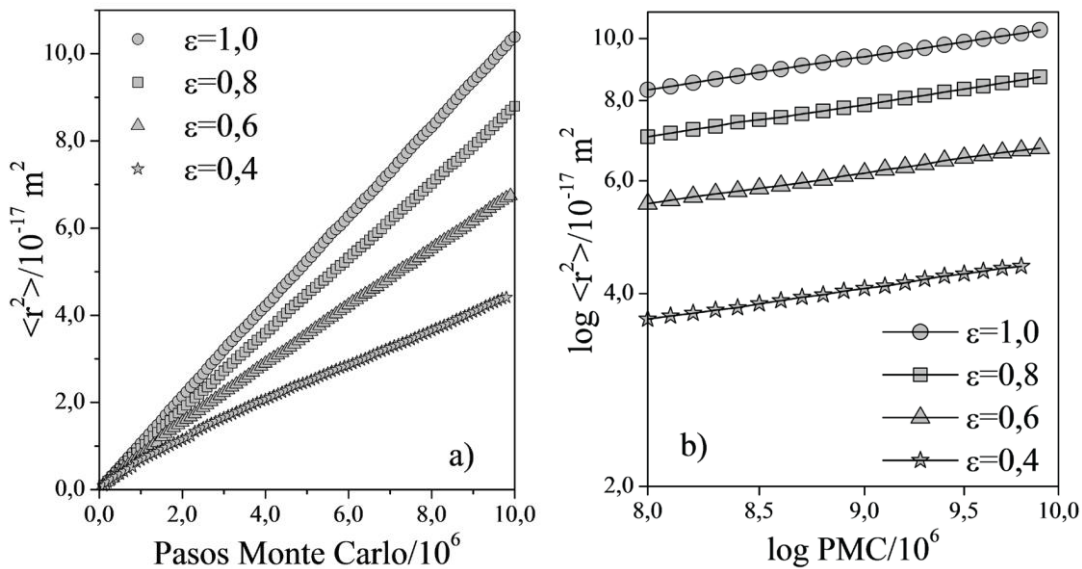 <r²>/10⁻¹⁷ m²
10,0
8,0
6,0
4,0
2,0
0,0
ε=1,0
ε=0,8
ε=0,6
ε=0,4
a)
0,0 2,0 4,0 6,0 8,0 10,0
Pasos Monte Carlo/10⁶
log <r²>/10⁻¹⁷ m²
10,0
8,0
6,0
4,0
2,0
ε=1,0
ε=0,8
ε=0,6
ε=0,4
b)
8,0 8,5 9,0 9,5 10,0
log PMC/10⁶